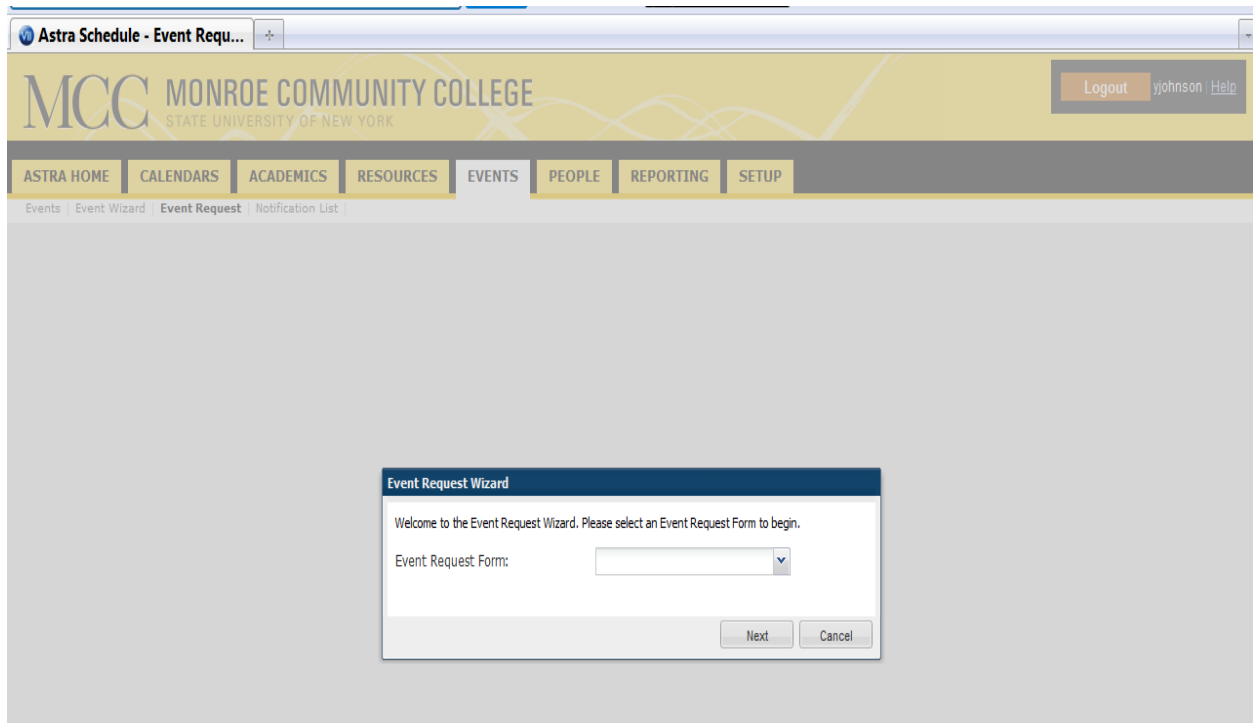 Astra Schedule - Event Requ...
MCC MONROE COMMUNITY COLLEGE
STATE UNIVERSITY OF NEW YORK
Logout yjohnson | Help
ASTRA HOME CALENDARS ACADEMICS RESOURCES EVENTS PEOPLE REPORTING SETUP
Events | Event Wizard | Event Request | Notification List |
Event Request Wizard
Welcome to the Event Request Wizard. Please select an Event Request Form to begin.
Event Request Form:
Next Cancel